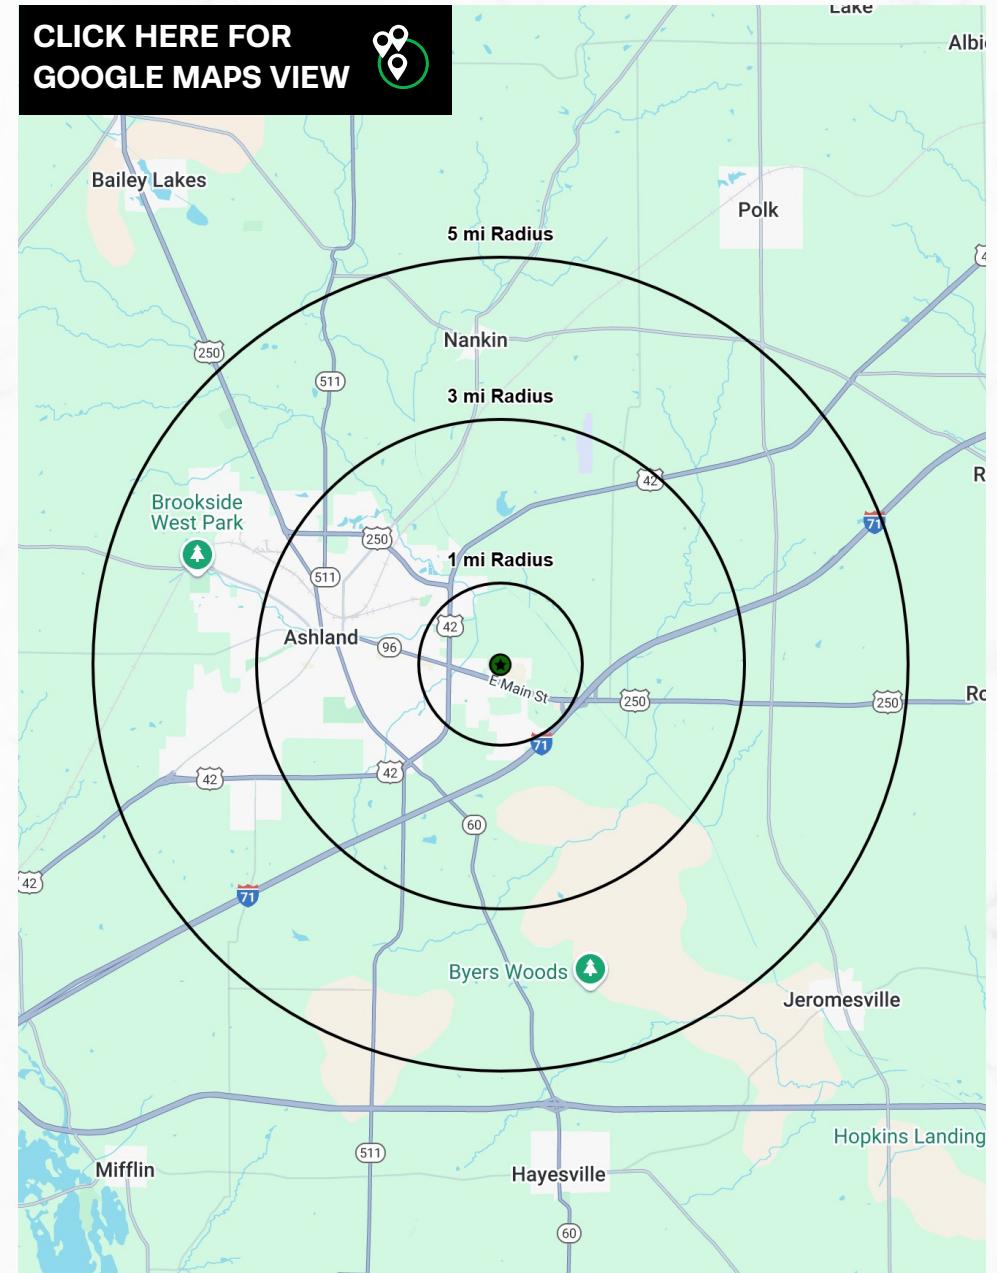 CLICK HERE FOR
GOOGLE MAPS VIEW
Lake
Albi
Bailey Lakes
Polk
5 mi Radius
4
Nankin
250
511
3 mi Radius
42
R
Brookside
West Park
71
250
1 mi Radius
511
42
Ashland
96
E Main St
250
250
Ro
71
42
42
60
42
71
Byers Woods
Jeromesville
Hopkins Landing
511
Mifflin
Hayesville
60